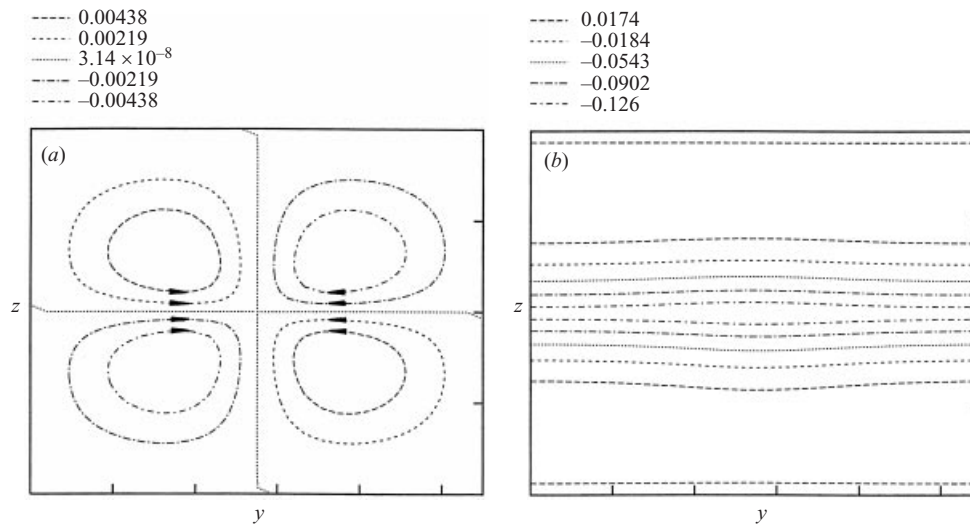 0.00438
0.00219
3.14 × 10⁻⁸
–0.00219
–0.00438
0.0174
–0.0184
–0.0543
–0.0902
–0.126
(a)
z
y
(b)
z
y